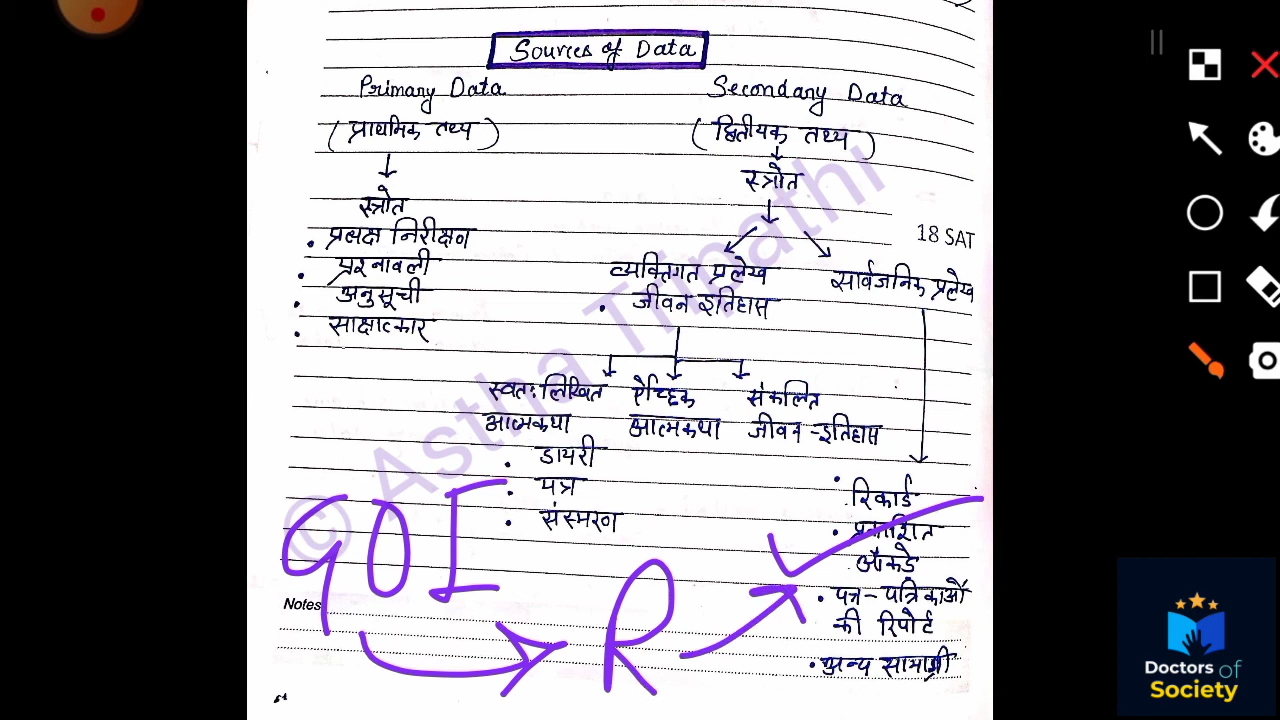 Sources of Data
Primary Data
(प्राथमिक तथ्य)
स्त्रोत
• प्रत्यक्ष निरीक्षण
• प्रश्नावली
• अनुसूची
• साक्षात्कार
Secondary Data
(द्वितीयक तथ्य)
स्त्रोत
18 SAT
व्यक्तिगत प्रलेख
सार्वजनिक प्रलेख
• जीवन इतिहास
स्वतः लिखित आत्मकथा
ऐच्छिक आत्मकथा
संकलित जीवन-इतिहास
• डायरी
• पत्र
• संस्मरण
• रिकार्ड
• प्रकाशित
आँकड़े
• पत्र-पत्रिकाओं
की रिपोर्ट
• अन्य सामाग्री
GOI
R
Notes
© Astha Tripathi
Doctors of
Society